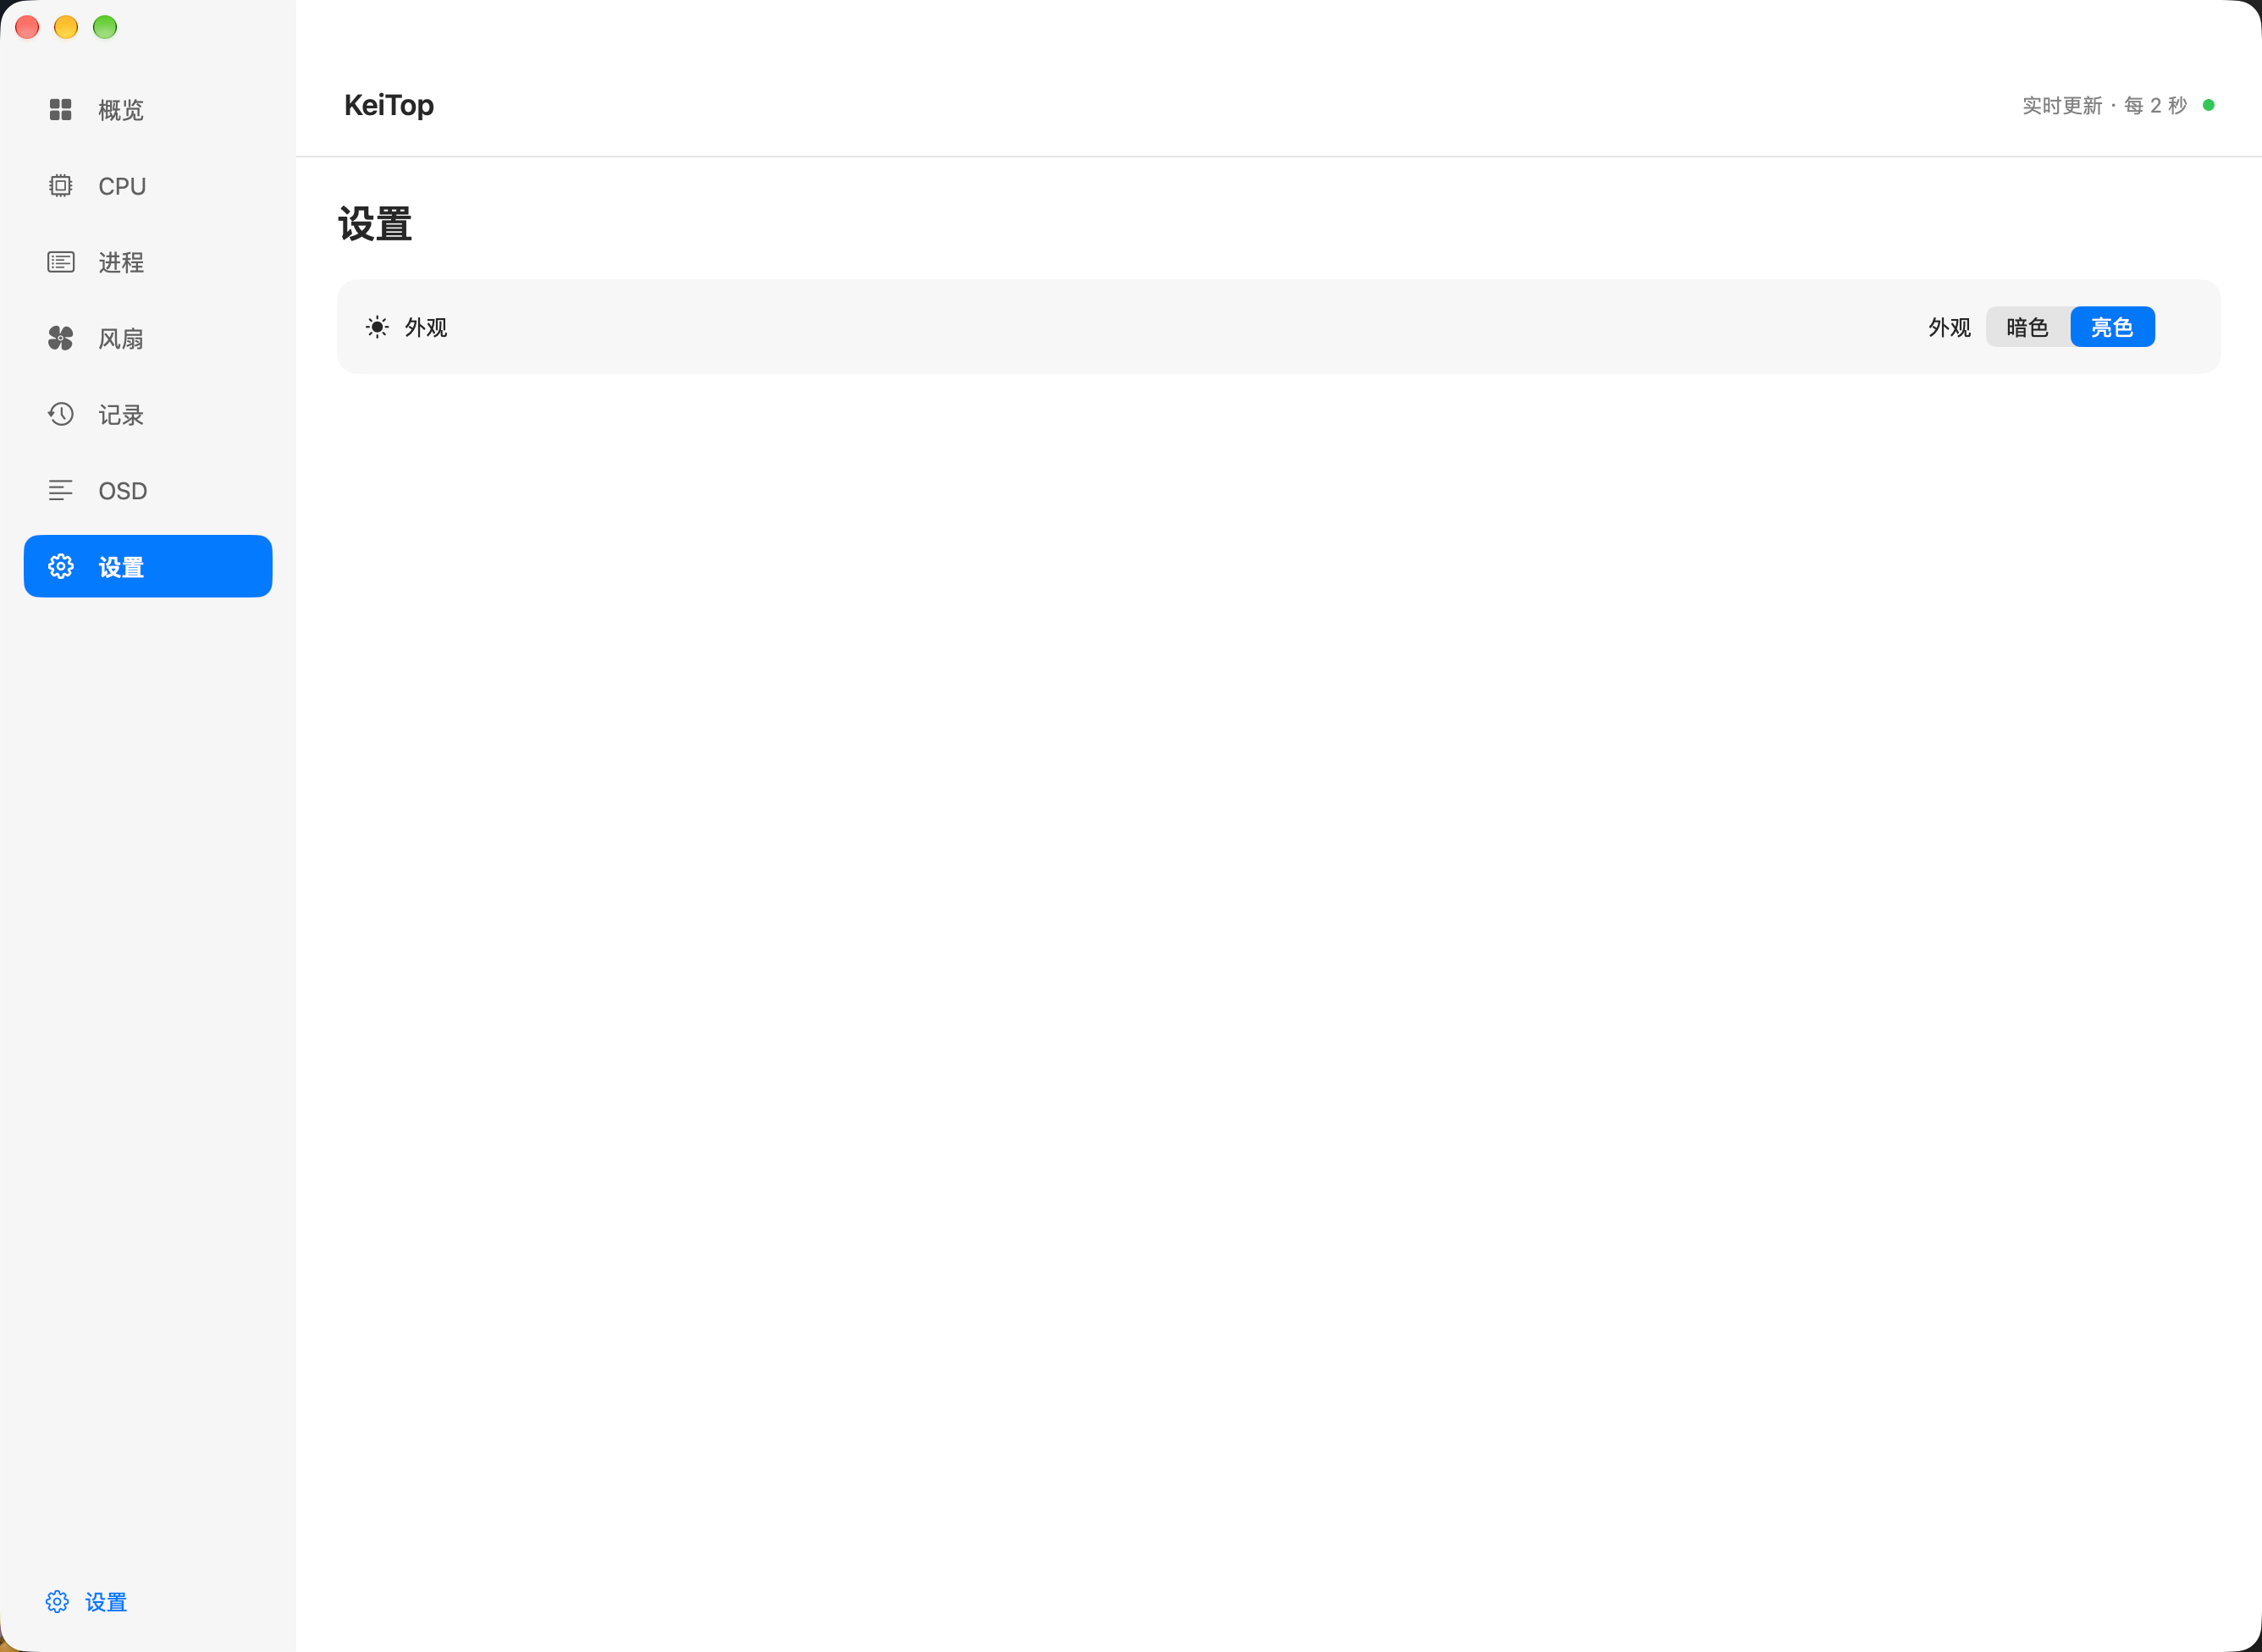 概览
CPU
进程
风扇
记录
OSD
设置
设置
KeiTop
实时更新 · 每 2 秒
设置
外观
外观 暗色 亮色